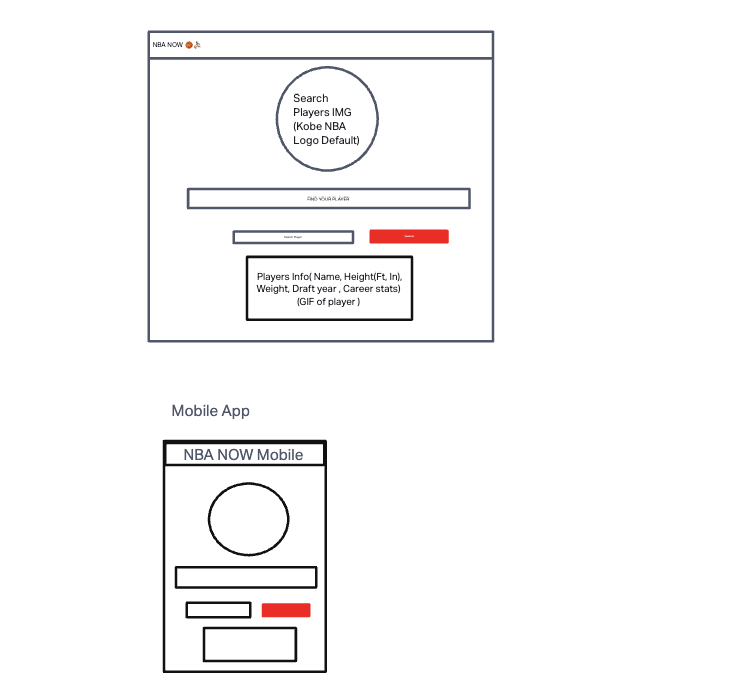 NBA NOW 🏀⛹🏽
Search
Players IMG
(Kobe NBA
Logo Default)
FIND YOUR PLAYER
Search Player
Players Info( Name, Height(Ft, In),
Weight, Draft year , Career stats)
(GIF of player )
Mobile App
NBA NOW Mobile